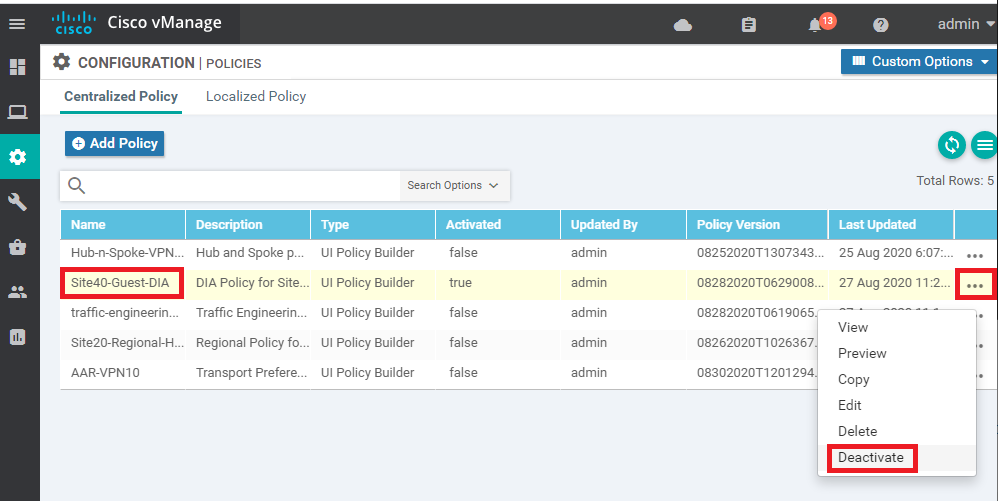 CISCO Cisco vManage 13 admin
CONFIGURATION | POLICIES Custom Options
Centralized Policy Localized Policy
Add Policy
Search Options Total Rows: 5
Name Description Type Activated Updated By Policy Version Last Updated
Hub-n-Spoke-VPN... Hub and Spoke p... UI Policy Builder false admin 08252020T1307343... 25 Aug 2020 6:07:...
Site40-Guest-DIA DIA Policy for Site... UI Policy Builder true admin 08282020T0629008... 27 Aug 2020 11:2...
traffic-engineerin... Traffic Engineerin... UI Policy Builder false admin 08282020T0619065...
Site20-Regional-H... Regional Policy fo... UI Policy Builder false admin 08262020T1026367...
AAR-VPN10 Transport Prefere... UI Policy Builder false admin 08302020T1201294...
View
Preview
Copy
Edit
Delete
Deactivate